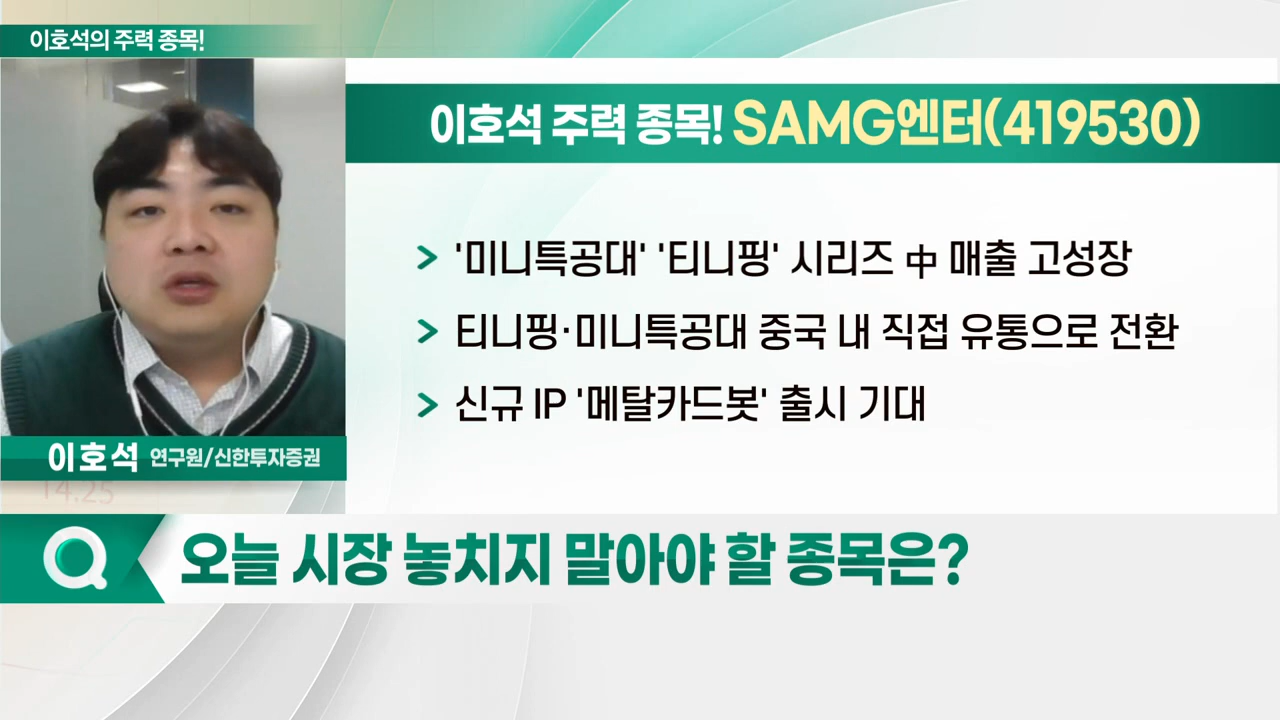 이호석의 주력 종목!
이호석 주력 종목! SAMG엔터(419530)
> '미니특공대' '티니핑' 시리즈 中 매출 고성장
> 티니핑·미니특공대 중국 내 직접 유통으로 전환
> 신규 IP '메탈카드봇' 출시 기대
이호석 연구원/신한투자증권
14.25
오늘 시장 놓치지 말아야 할 종목은?